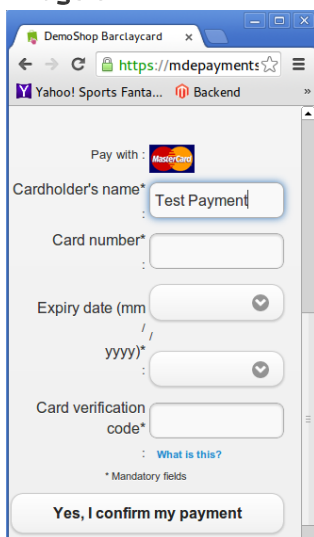 DemoShop Barclaycard
https://mdepayments
Yahoo! Sports Fanta... Backend »
Pay with : MasterCard
Cardholder's name*
:
Test Payment
Card number*
:
Expiry date (mm
/
/
yyyy)*
:
Card verification
code*
: What is this?
* Mandatory fields
Yes, I confirm my payment